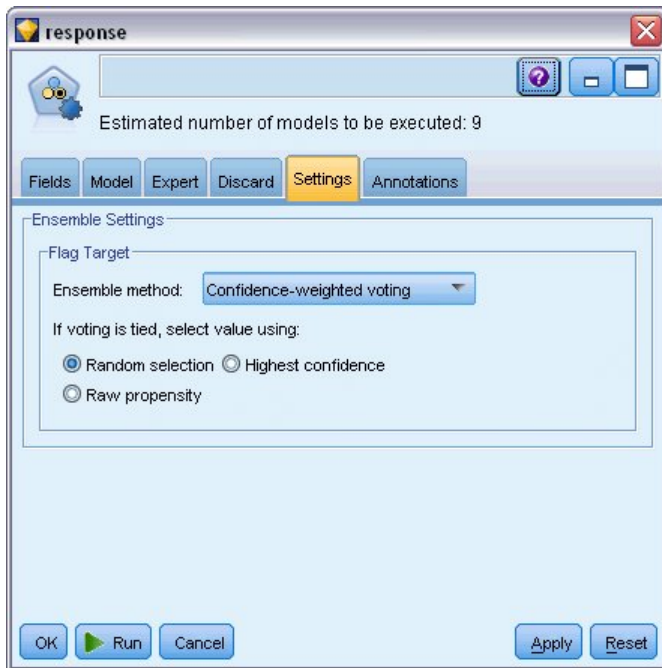 response
?
Estimated number of models to be executed: 9
Fields Model Expert Discard Settings Annotations
Ensemble Settings
Flag Target
Ensemble method: Confidence-weighted voting
If voting is tied, select value using:
Random selection Highest confidence
Raw propensity
OK Run Cancel Apply Reset